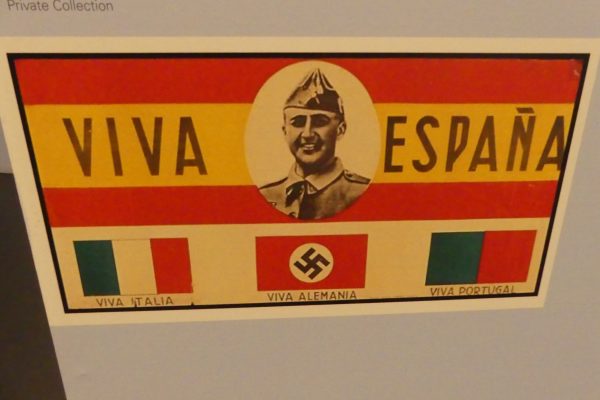 Private Collection
VIVA ESPAÑA
VIVA ITALIA
VIVA ALEMANIA
VIVA PORTUGAL